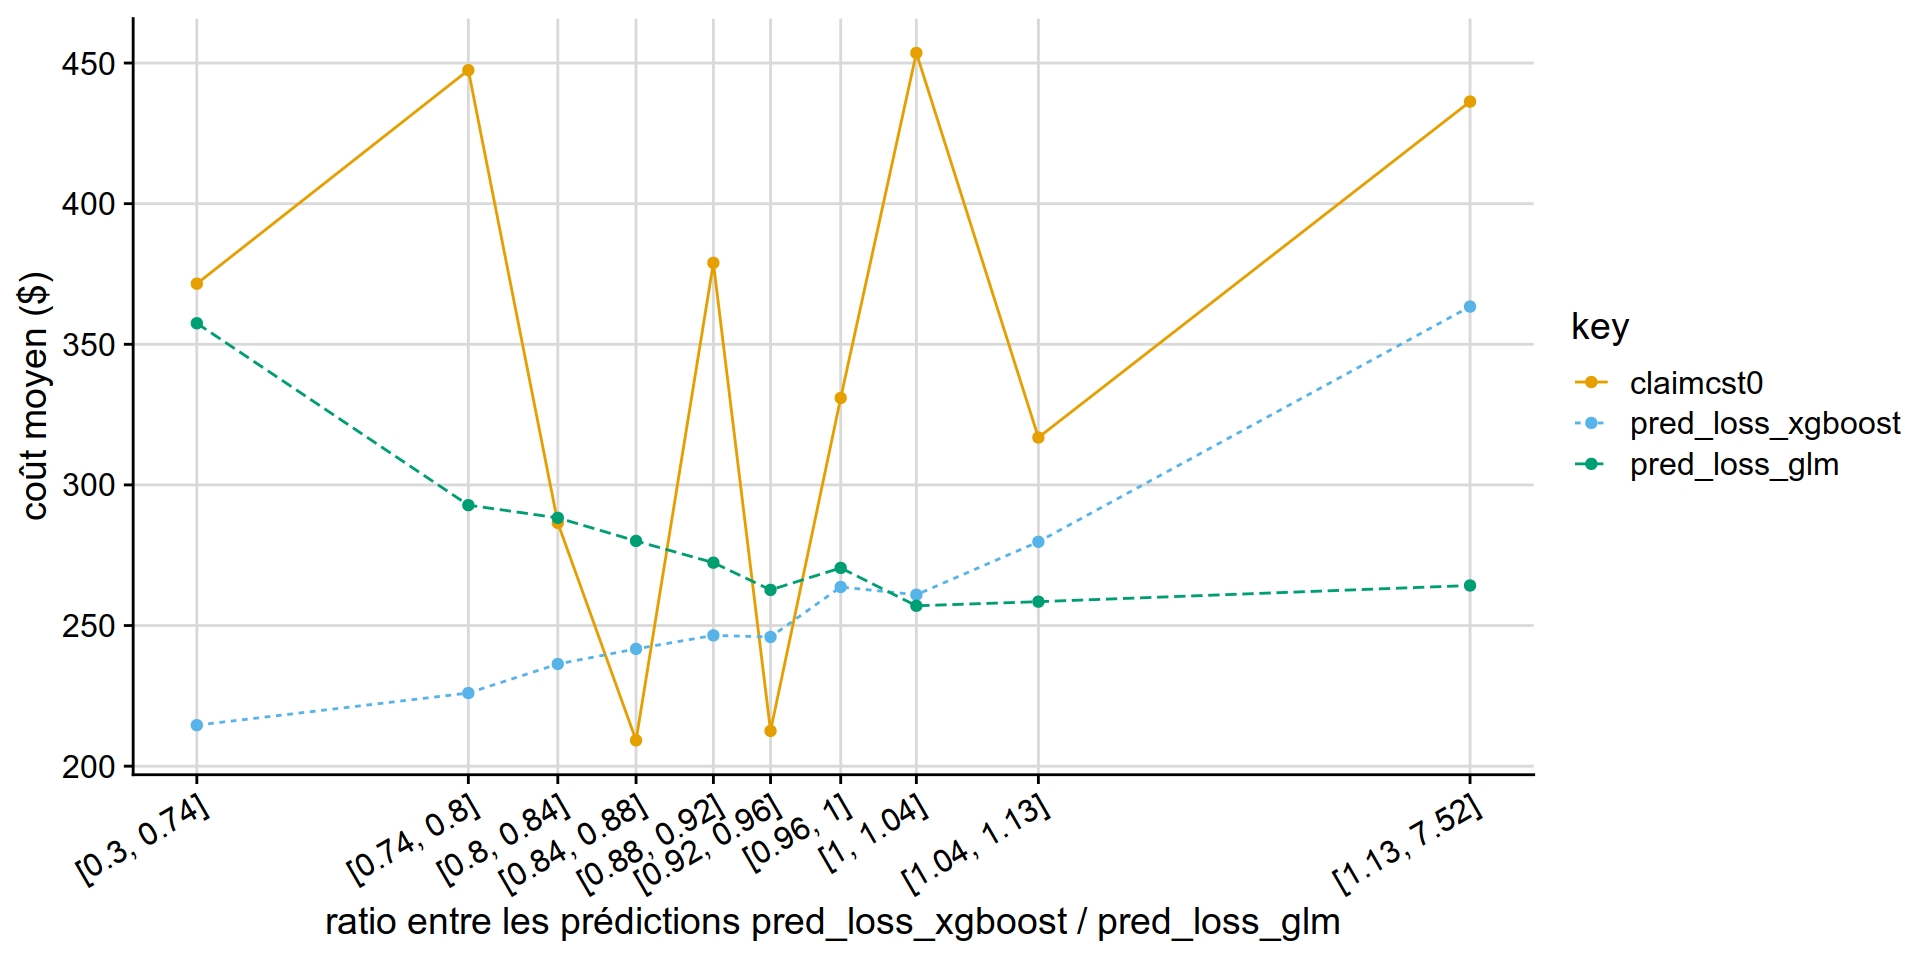 450
400
350
300
250
200
coût moyen ($)
[0.3, 0.74]
[0.74, 0.8]
[0.8, 0.84]
[0.84, 0.88]
[0.88, 0.92]
[0.92, 0.96]
[0.96, 1]
[1, 1.04]
[1.04, 1.13]
[1.13, 7.52]
ratio entre les prédictions pred_loss_xgboost / pred_loss_glm
key
claimcst0
pred_loss_xgboost
pred_loss_glm